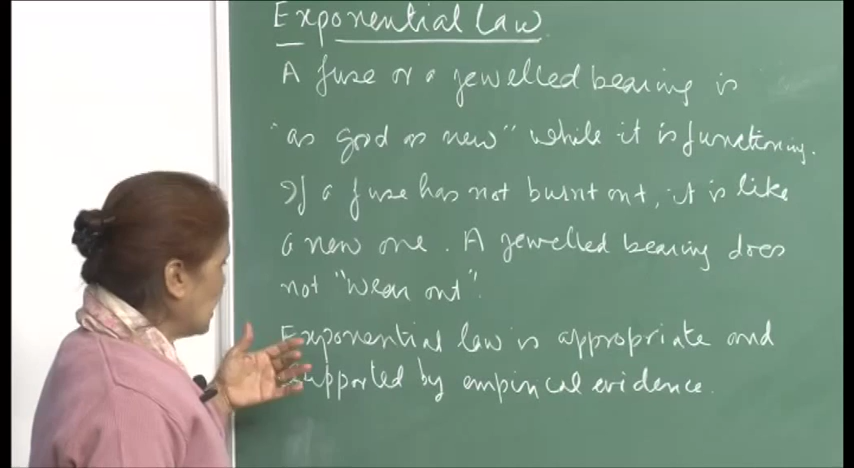 Exponential Law
A fuse or a jewelled bearing is
"as good as new" while it is functioning.
If a fuse has not burnt out, it is like
a new one. A jewelled bearing does
not "wear out".
Exponential law is appropriate and
supported by empirical evidence.